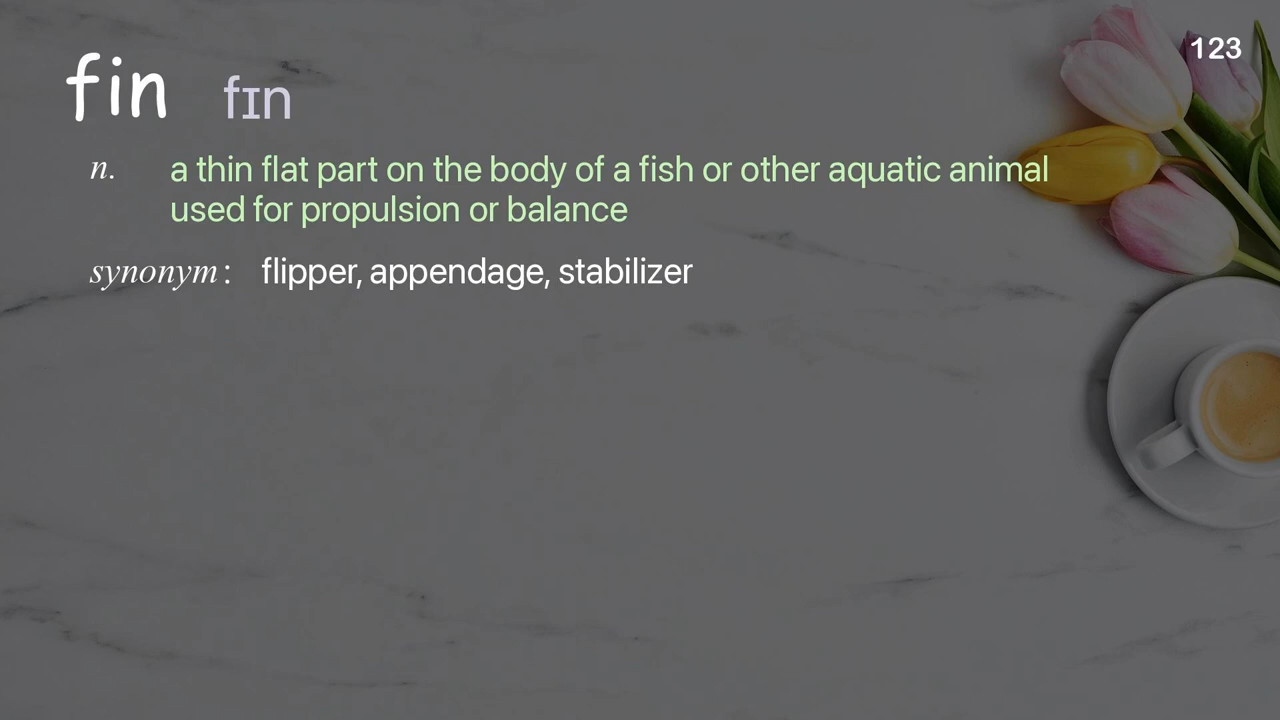 123
fin fɪn
n. a thin flat part on the body of a fish or other aquatic animal
used for propulsion or balance
synonym: flipper, appendage, stabilizer